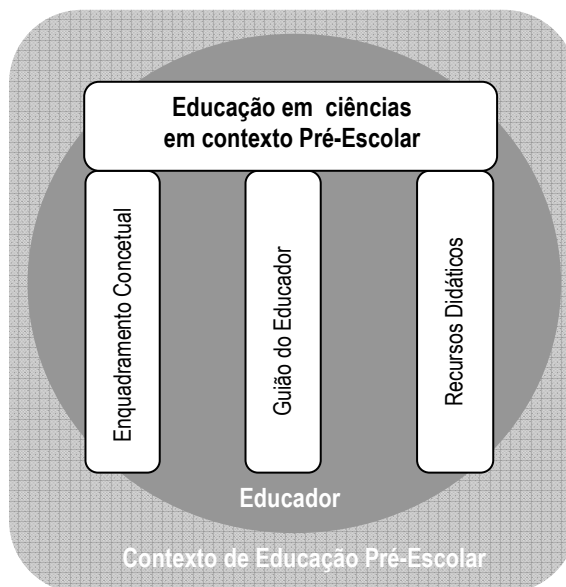 Educação em ciências
em contexto Pré-Escolar
Enquadramento Concetual
Guião do Educador
Recursos Didáticos
Educador
Contexto de Educação Pré-Escolar